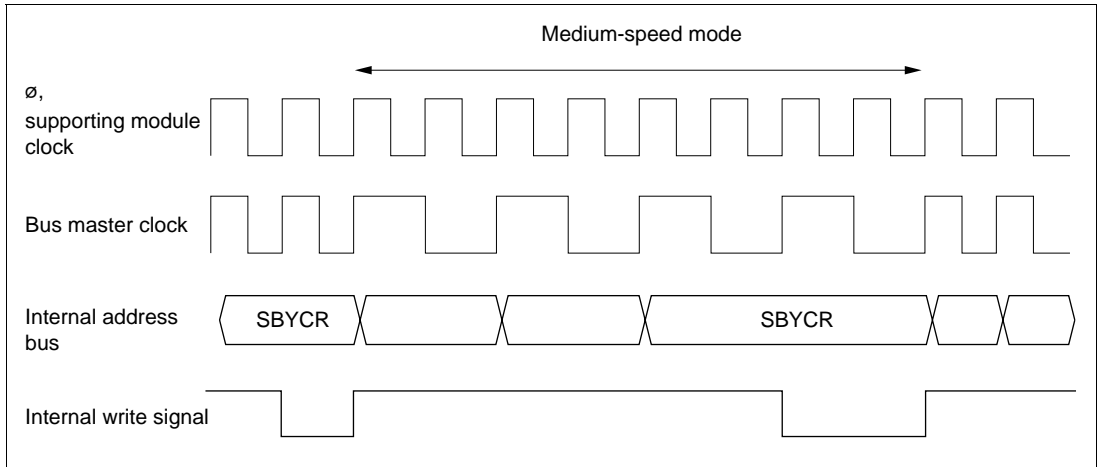 Medium-speed mode
ø,
supporting module
clock
Bus master clock
Internal address
bus
SBYCR
SBYCR
Internal write signal